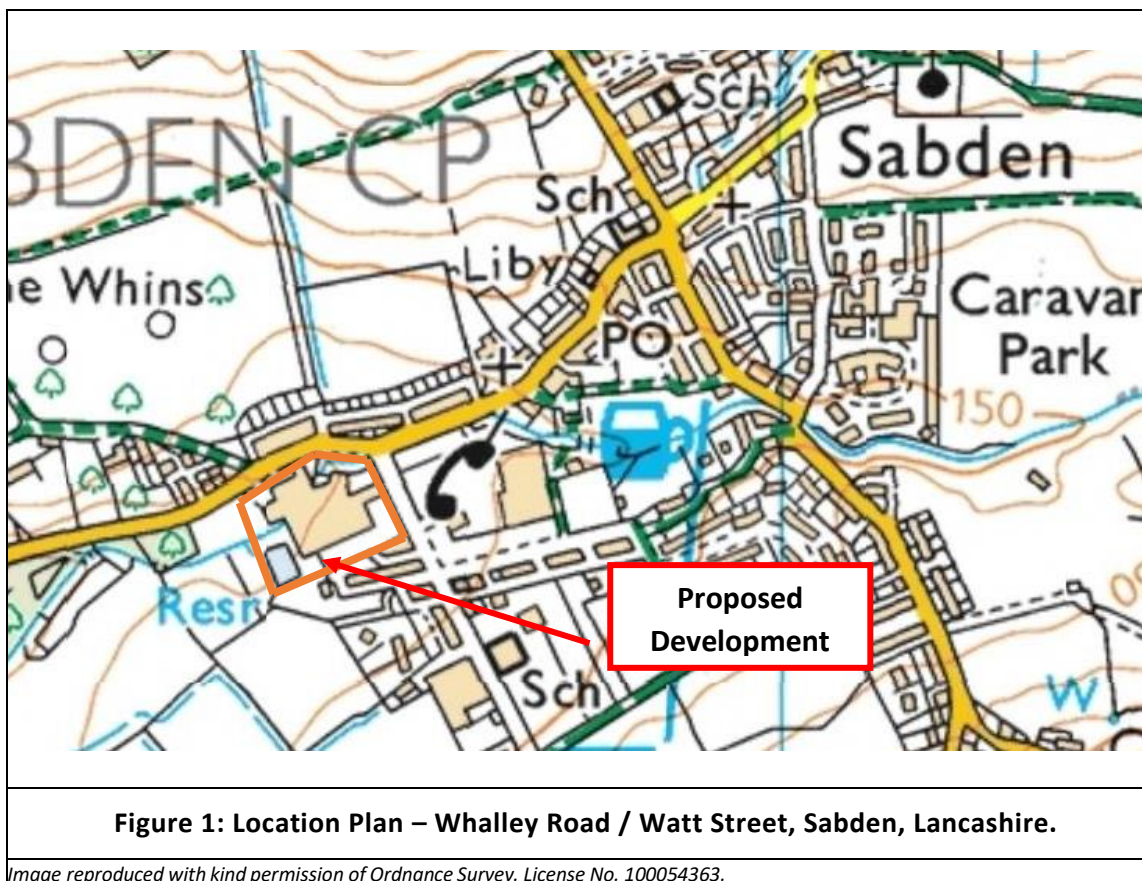 Sch
BDEN CP
Sabden
Sch
Liby
e Whins
Caravan
Park
PO
150
Resr
Proposed
Development
Sch
W
Figure 1: Location Plan – Whalley Road / Watt Street, Sabden, Lancashire.
Image reproduced with kind permission of Ordnance Survey. License No. 100054363.